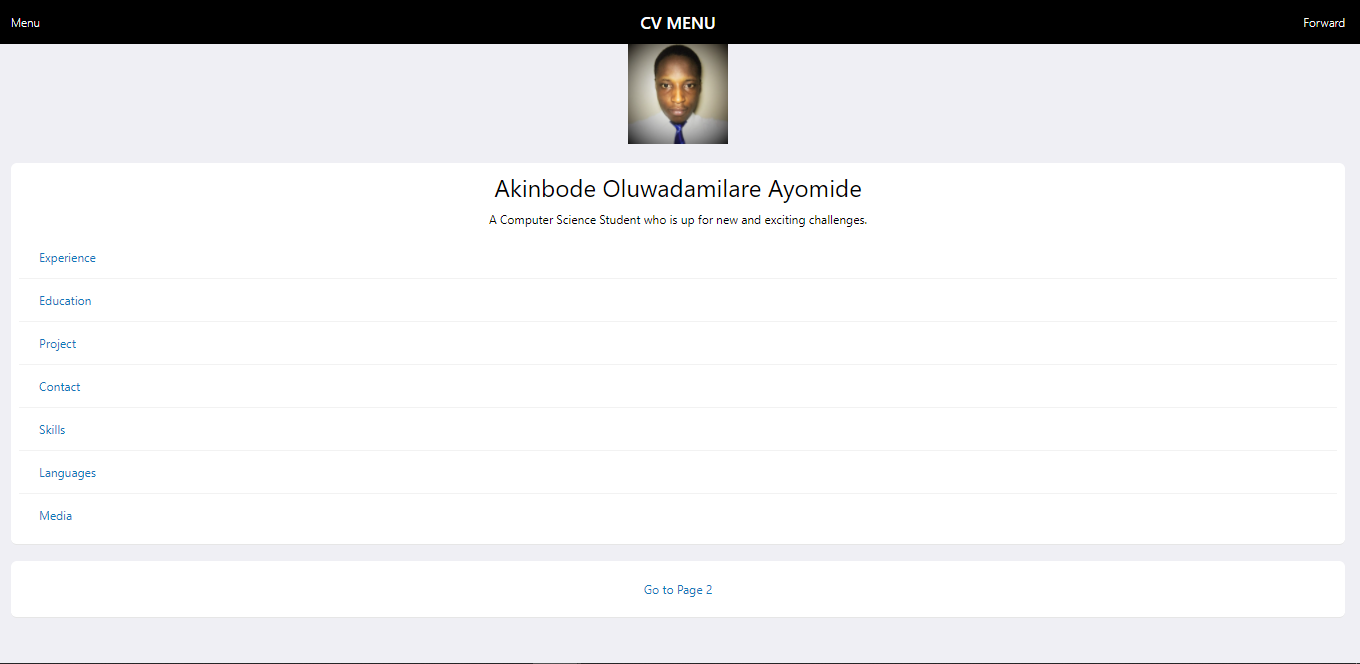 Menu
CV MENU
Forward
Akinbode Oluwadamilare Ayomide
A Computer Science Student who is up for new and exciting challenges.
Experience
Education
Project
Contact
Skills
Languages
Media
Go to Page 2